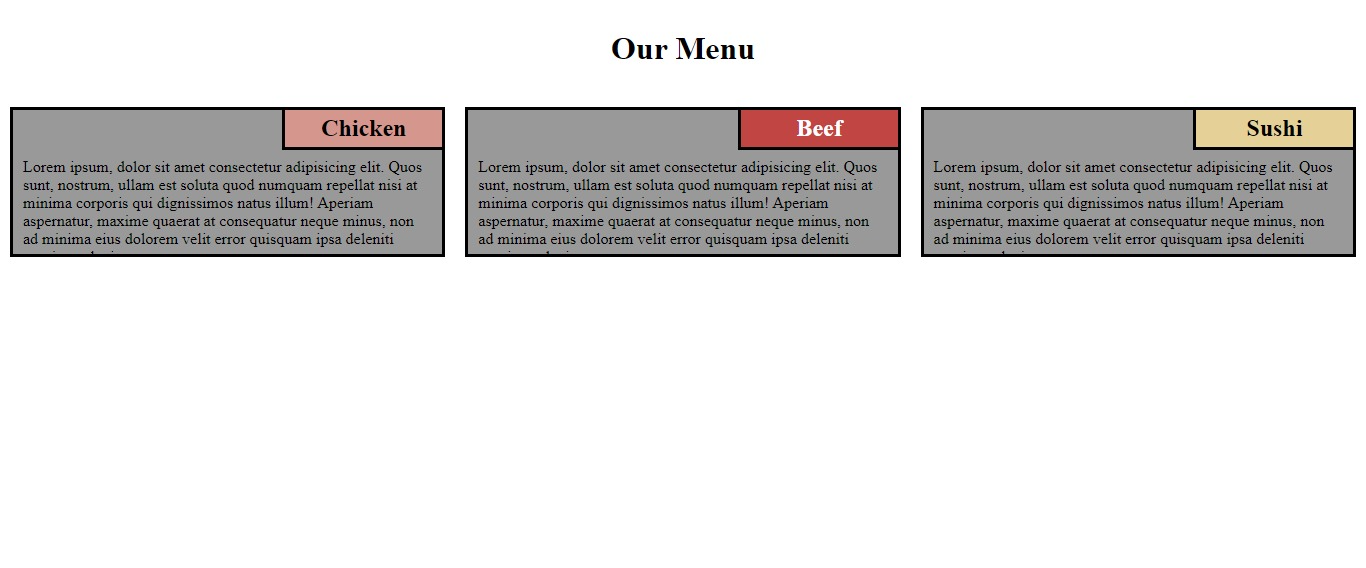 Our Menu
Chicken
Lorem ipsum, dolor sit amet consectetur adipisicing elit. Quos
sunt, nostrum, ullam est soluta quod numquam repellat nisi at
minima corporis qui dignissimos natus illum! Aperiam
aspernatur, maxime quaerat at consequatur neque minus, non
ad minima eius dolorem velit error quisquam ipsa deleniti
Beef
Lorem ipsum, dolor sit amet consectetur adipisicing elit. Quos
sunt, nostrum, ullam est soluta quod numquam repellat nisi at
minima corporis qui dignissimos natus illum! Aperiam
aspernatur, maxime quaerat at consequatur neque minus, non
ad minima eius dolorem velit error quisquam ipsa deleniti
Sushi
Lorem ipsum, dolor sit amet consectetur adipisicing elit. Quos
sunt, nostrum, ullam est soluta quod numquam repellat nisi at
minima corporis qui dignissimos natus illum! Aperiam
aspernatur, maxime quaerat at consequatur neque minus, non
ad minima eius dolorem velit error quisquam ipsa deleniti